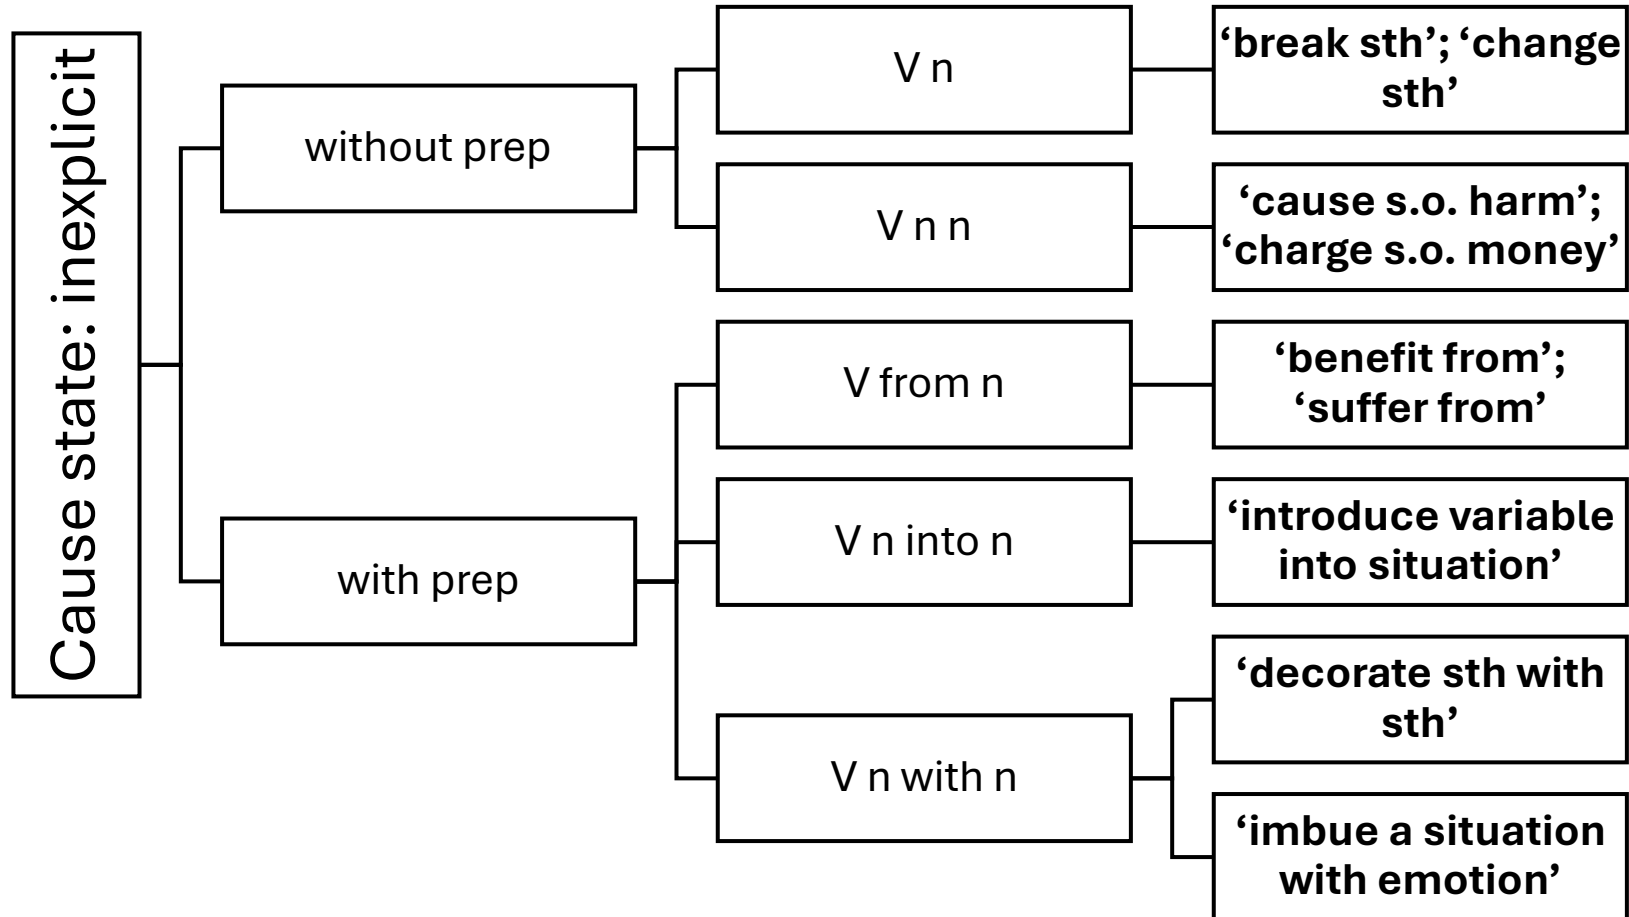 Cause state: inexplicit
without prep
V n
‘break sth’; ‘change
sth’
V n n
‘cause s.o. harm’;
‘charge s.o. money’
with prep
V from n
‘benefit from’;
‘suffer from’
V n into n
‘introduce variable
into situation’
V n with n
‘decorate sth with
sth’
‘imbue a situation
with emotion’